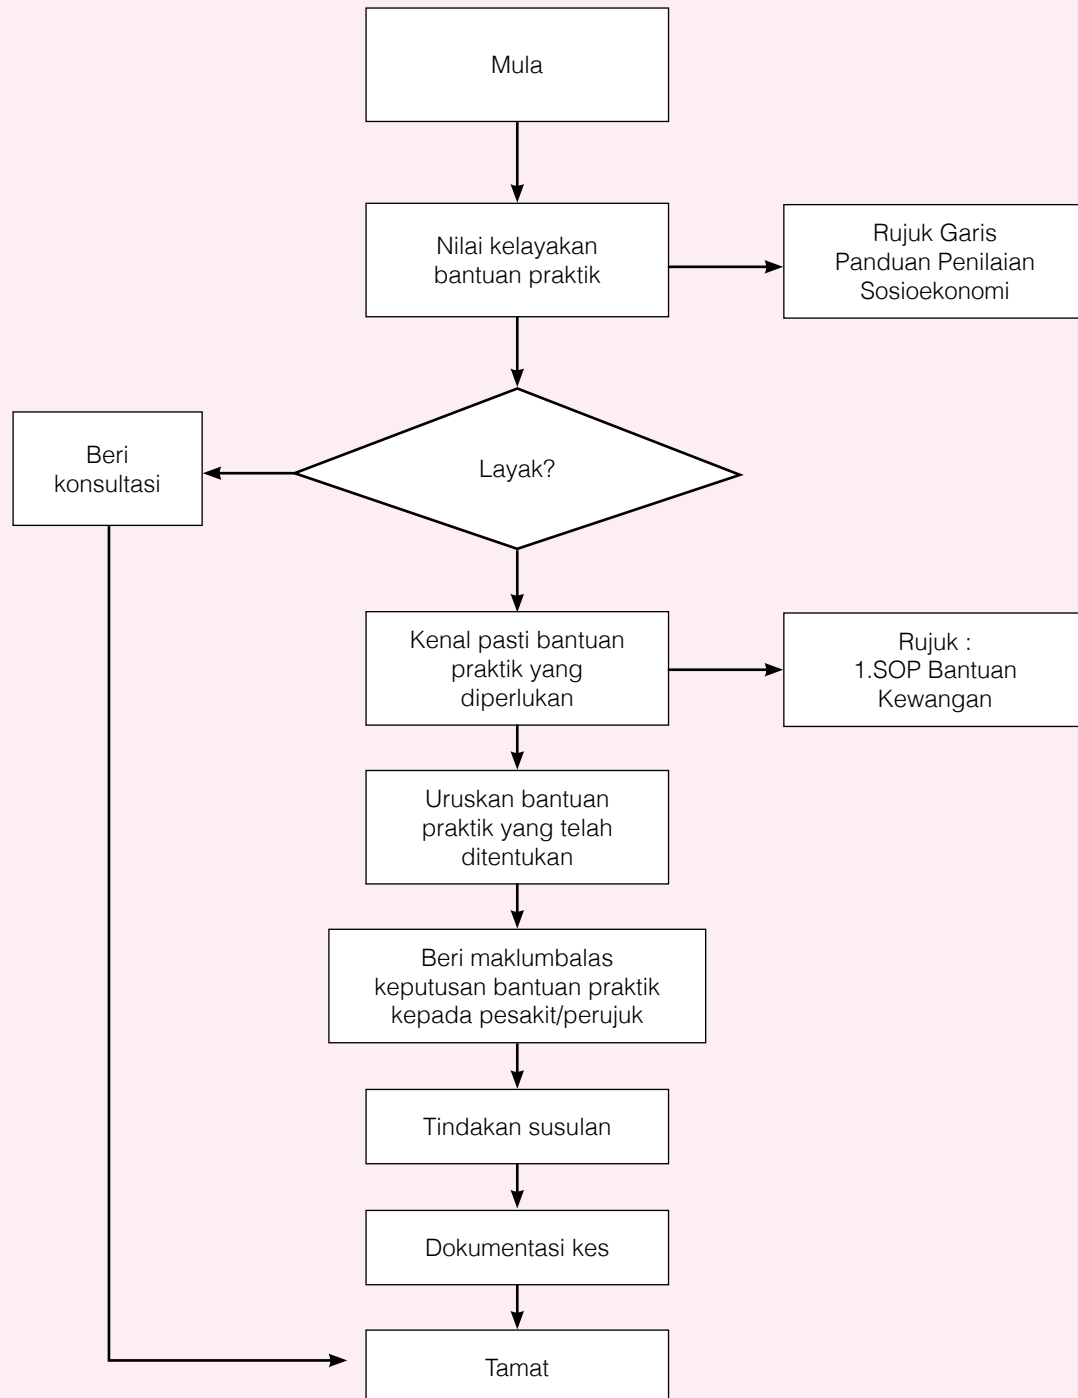 Mula
Nilai kelayakan
bantuan praktik
Rujuk Garis
Panduan Penilaian
Sosioekonomi
Layak?
Beri
konsultasi
Kenal pasti bantuan
praktik yang
diperlukan
Rujuk :
1.SOP Bantuan
Kewangan
Uruskan bantuan
praktik yang telah
ditentukan
Beri maklumbalas
keputusan bantuan praktik
kepada pesakit/perujuk
Tindakan susulan
Dokumentasi kes
Tamat